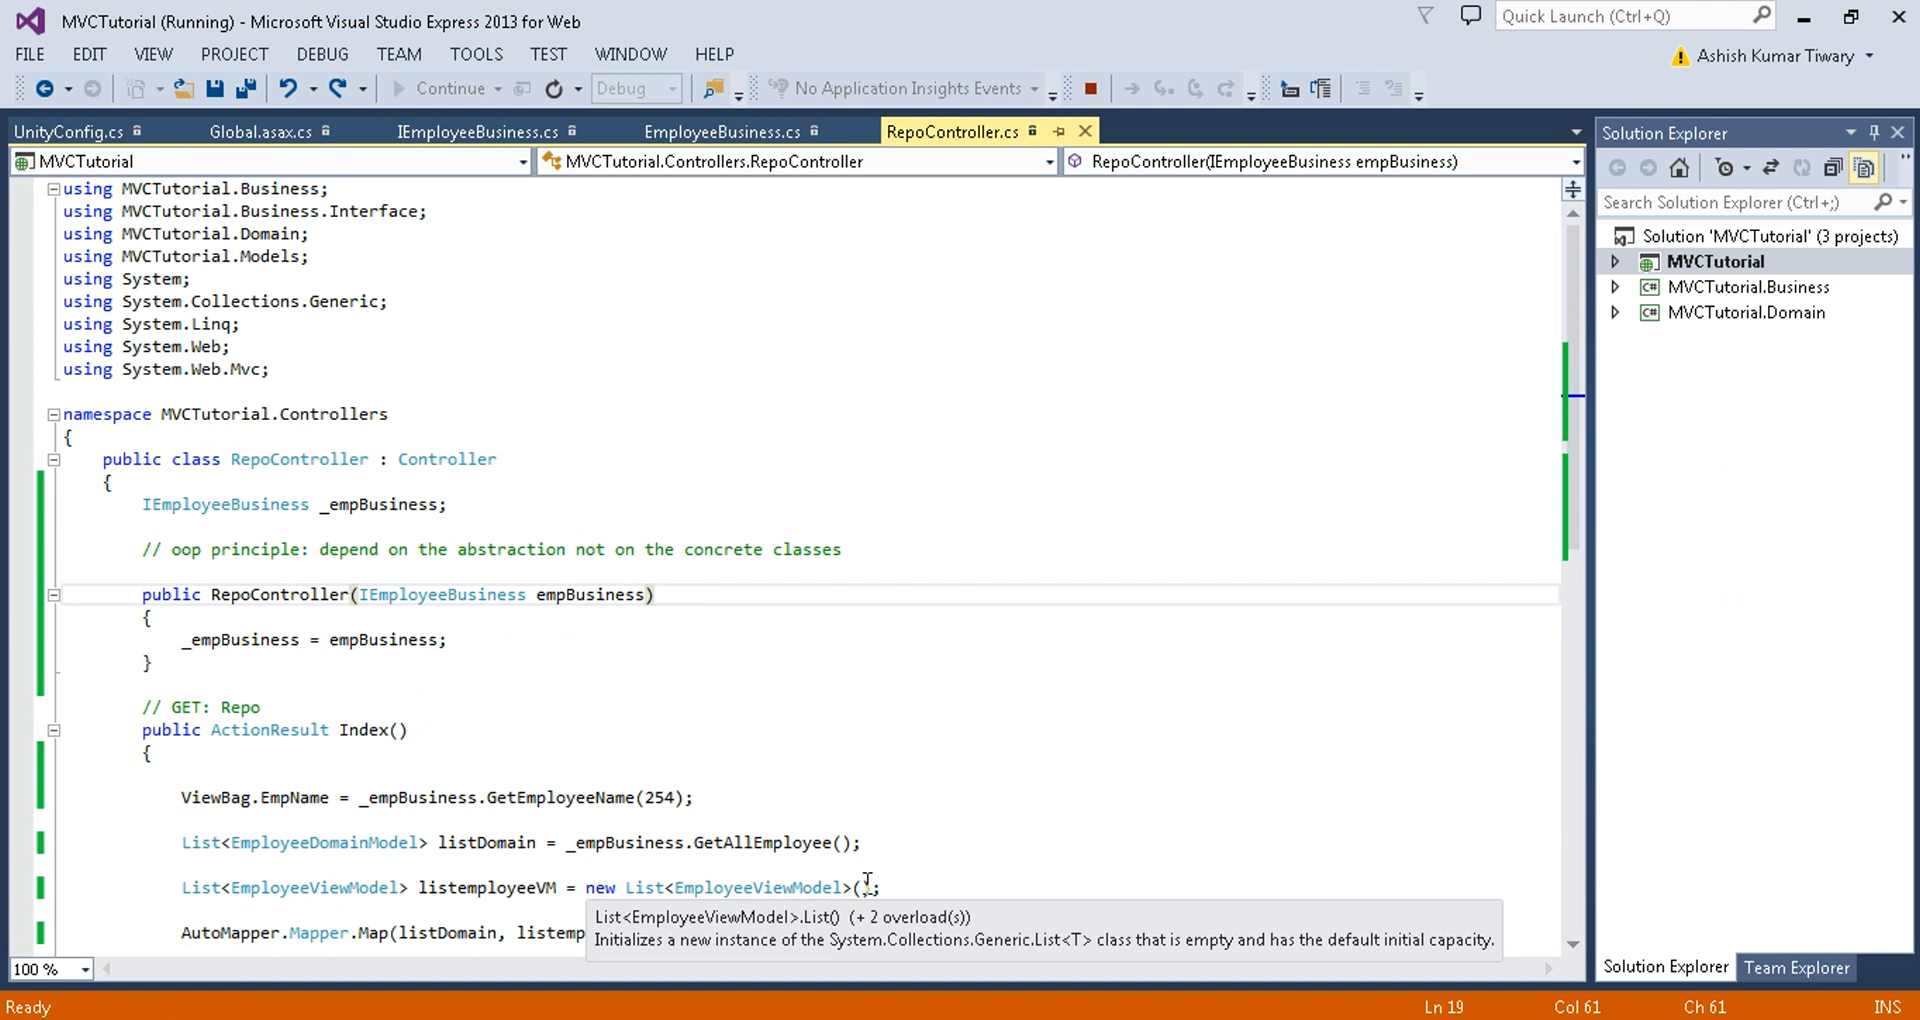 MVCTutorial (Running) - Microsoft Visual Studio Express 2013 for Web
Quick Launch (Ctrl+Q)
FILE EDIT VIEW PROJECT DEBUG TEAM TOOLS TEST WINDOW HELP
Ashish Kumar Tiwary
Continue
Debug
No Application Insights Events
UnityConfig.cs Global.asax.cs IEmployeeBusiness.cs EmployeeBusiness.cs RepoController.cs
MVCTutorial MVCTutorial.Controllers.RepoController RepoController(IEmployeeBusiness empBusiness)
using MVCTutorial.Business;
using MVCTutorial.Business.Interface;
using MVCTutorial.Domain;
using MVCTutorial.Models;
using System;
using System.Collections.Generic;
using System.Linq;
using System.Web;
using System.Web.Mvc;
namespace MVCTutorial.Controllers
{
public class RepoController : Controller
{
IEmployeeBusiness _empBusiness;
// oop principle: depend on the abstraction not on the concrete classes
public RepoController(IEmployeeBusiness empBusiness)
{
_empBusiness = empBusiness;
}
// GET: Repo
public ActionResult Index()
{
ViewBag.EmpName = _empBusiness.GetEmployeeName(254);
List<EmployeeDomainModel> listDomain = _empBusiness.GetAllEmployee();
List<EmployeeViewModel> listemployeeVM = new List<EmployeeViewModel>();
List<EmployeeViewModel>.List() (+ 2 overload(s))
Initializes a new instance of the System.Collections.Generic.List<T> class that is empty and has the default initial capacity.
AutoMapper.Mapper.Map(listDomain, listemp
100 %
Solution Explorer
Search Solution Explorer (Ctrl+;)
Solution 'MVCTutorial' (3 projects)
MVCTutorial
C# MVCTutorial.Business
C# MVCTutorial.Domain
Solution Explorer Team Explorer
Ready Ln 19 Col 61 Ch 61 INS